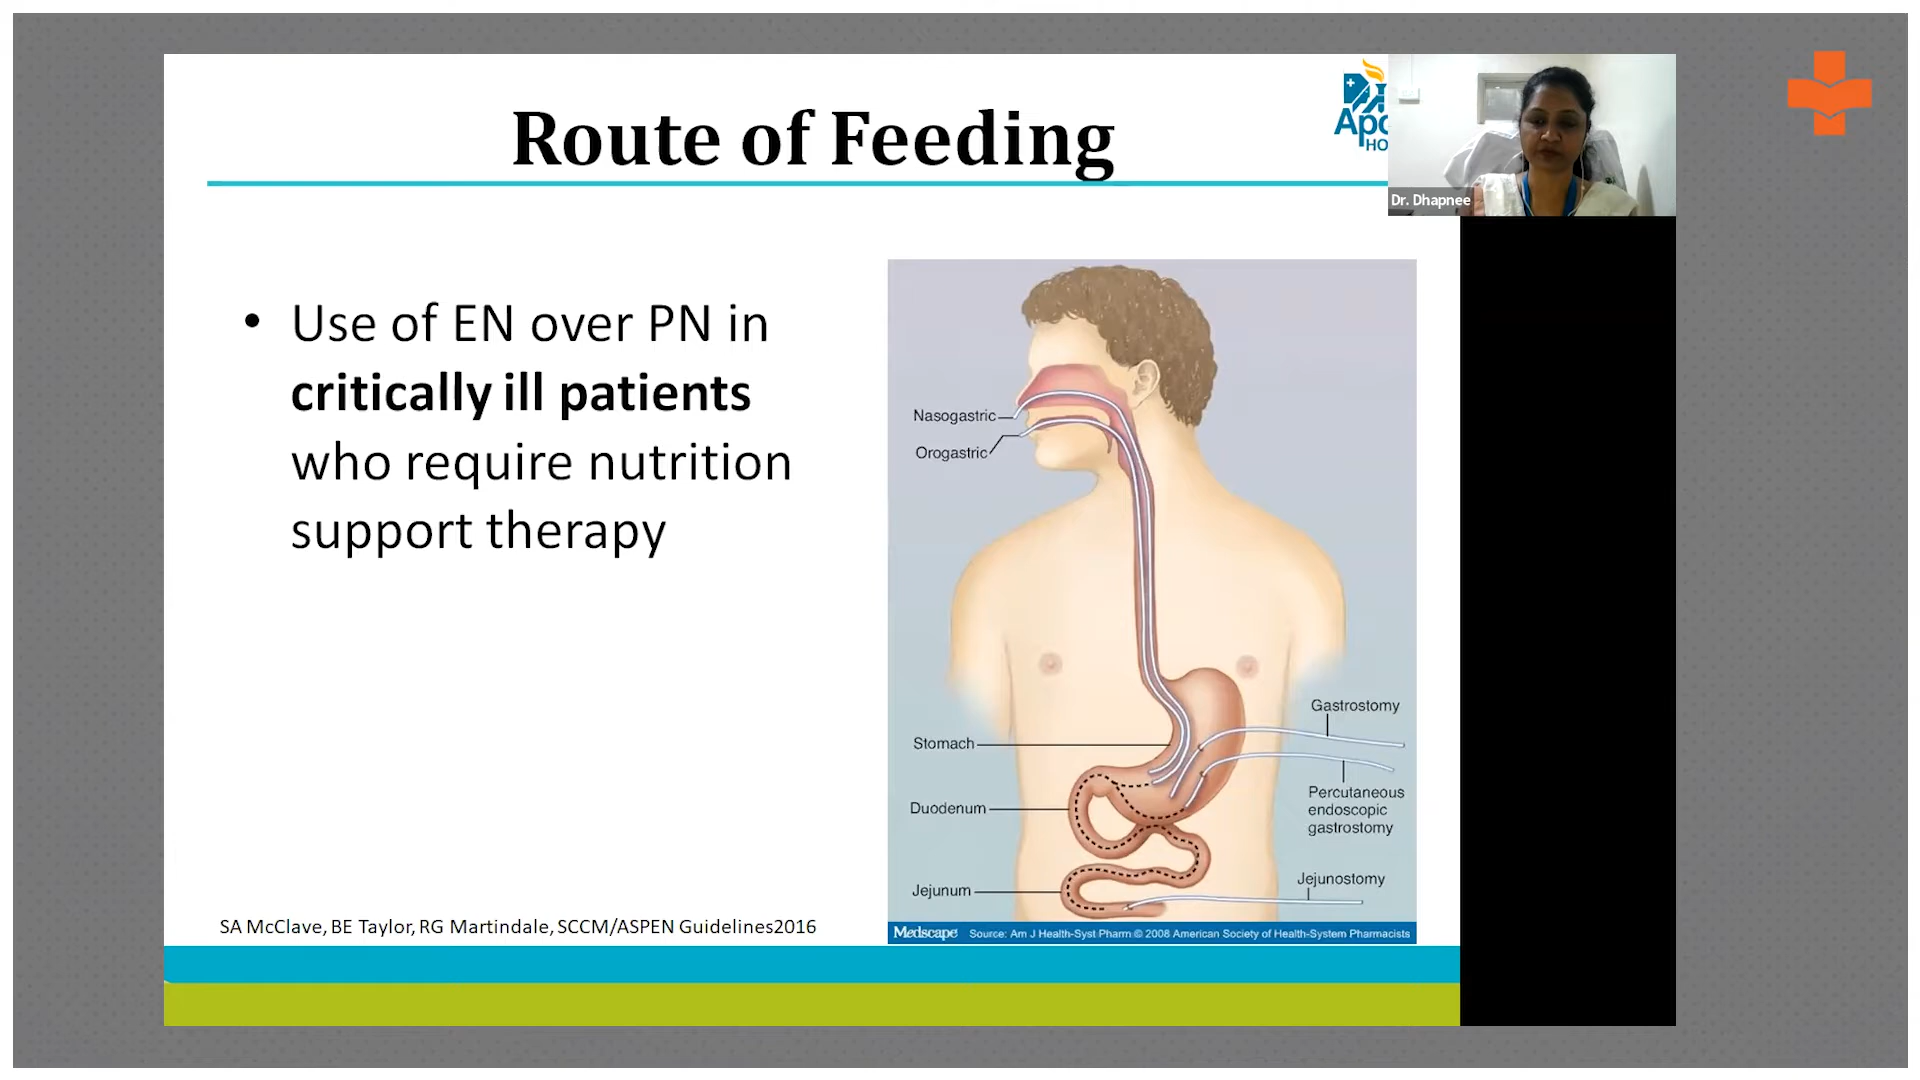 Route of Feeding
Dr. Dhapnee
• Use of EN over PN in
critically ill patients
who require nutrition
support therapy
Nasogastric
Orogastric
Gastrostomy
Stomach
Percutaneous
endoscopic
gastrostomy
Duodenum
Jejunostomy
Jejunum
SA McClave, BE Taylor, RG Martindale, SCCM/ASPEN Guidelines2016
Medscape Source: Am J Health-Syst Pharm © 2008 American Society of Health-System Pharmacists